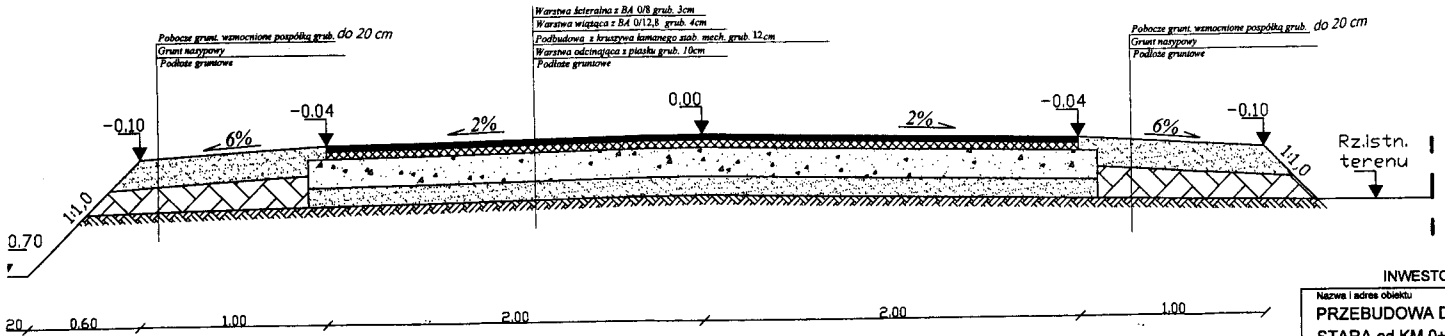 Warstwa ścieralna z BA 0/8 grub. 3cm
Warstwa wiążąca z BA 0/12,8 grub. 4cm
Podbudowa z kruszywa łamanego stab. mech. grub. 12cm
Warstwa odcinająca z piasku grub. 10cm
Podłoże gruntowe
Pobocze grunt. wzmocnione pospółką grub. do 20 cm
Grunt nasypowy
Podłoże gruntowe
Pobocze grunt. wzmocnione pospółką grub. do 20 cm
Grunt nasypowy
Podłoże gruntowe
-0.10
6%
-0.04
2%
0.00
2%
-0.04
6%
-0.10
Rz.istn.
terenu
1:1,0
1:1,0
0.70
20
0.60
1.00
2.00
2.00
1.00
INWESTO
Nazwa i adres obiektu
PRZEBUDOWA D
STARA od KM 0+